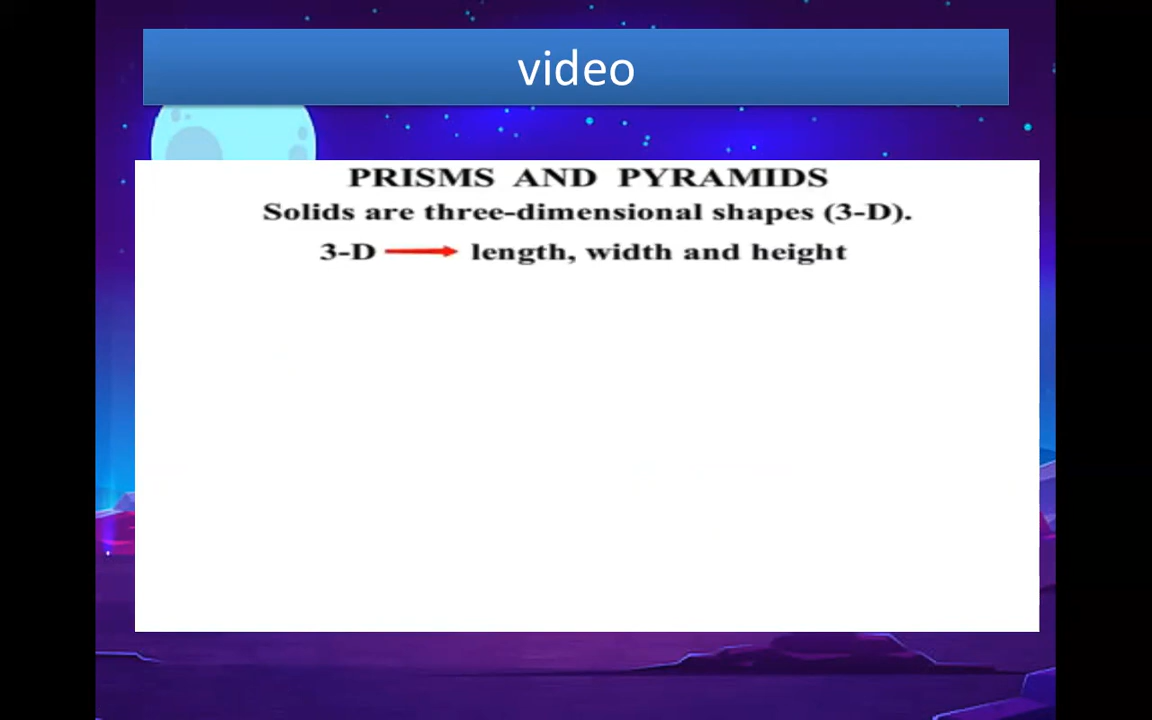 video
PRISMS AND PYRAMIDS
Solids are three-dimensional shapes (3-D).
3-D length, width and height